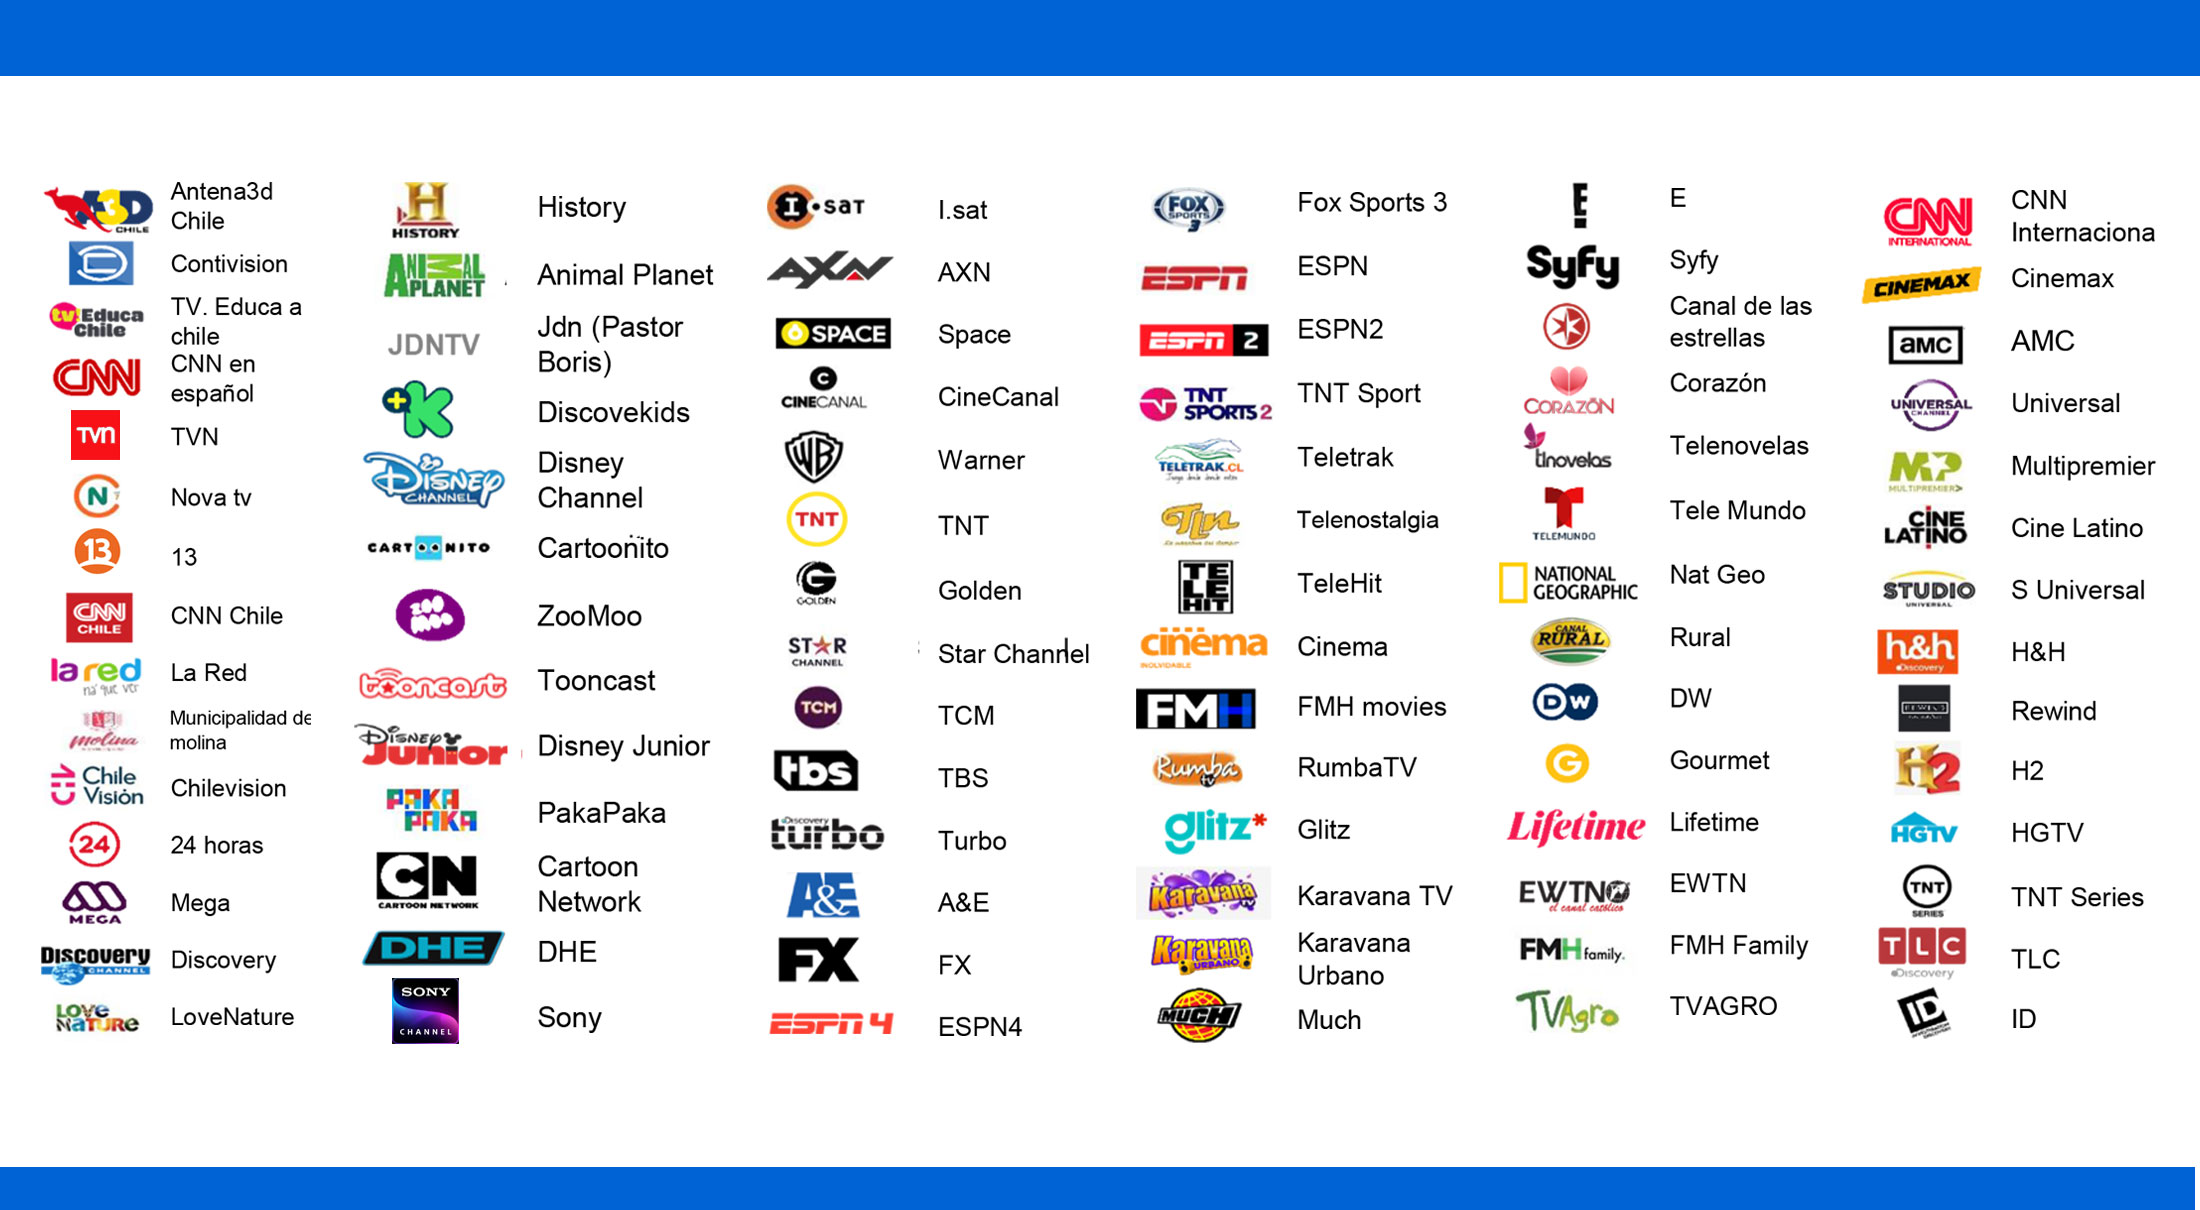 A3D CHILE
Antena3d
Chile
Contivision
tv Educa
Chile
TV. Educa a
chile
CNN
CNN en
español
TVN
TVN
N
Nova tv
13
13
CNN
CHILE
CNN Chile
la red
na' que ver
La Red
molina
Municipalidad de
molina
CHV Chile
Visión
Chilevision
24
24 horas
MEGA
Mega
Discovery
CHANNEL
Discovery
LOVE
NATURE
LoveNature
H
HISTORY
History
ANIMAL
PLANET
Animal Planet
JDNTV
Jdn (Pastor
Boris)
+K
Discovekids
Disney
CHANNEL
Disney
Channel
CARTOONITO
Cartoonito
ZOO
MOO
ZooMoo
tooncast
Tooncast
Disney
Junior
Disney Junior
PAKA
PAKA
PakaPaka
CN
CARTOON NETWORK
Cartoon
Network
DHE
DHE
SONY
CHANNEL
Sony
I.SAT
I.sat
AXN
AXN
SPACE
Space
C
CINECANAL
CineCanal
WB
Warner
TNT
TNT
G
GOLDEN
Golden
STAR
CHANNEL
Star Channel
TCM
TCM
tbs
TBS
Discovery
turbo
Turbo
A&E
A&E
FX
FX
ESPN 4
ESPN4
FOX
SPORTS
3
Fox Sports 3
ESPN
ESPN
ESPN 2
ESPN2
TNT
SPORTS 2
TNT Sport
TELETRAK.CL
Teletrak
TLN
Telenostalgia
TE
LE
HIT
TeleHit
cinema
INOLVIDABLE
Cinema
FMH
FMH movies
Rumba
tv
RumbaTV
glitz*
Glitz
Karavana
TV
Karavana TV
Karavana
URBANO
Karavana
Urbano
MUCH
Much
E!
E
Syfy
Syfy
Canal de las
estrellas
CORAZÓN
Corazón
tlnovelas
Telenovelas
TELEMUNDO
Tele Mundo
NATIONAL
GEOGRAPHIC
Nat Geo
CANAL
RURAL
Rural
DW
DW
G
Gourmet
Lifetime
Lifetime
EWTN
el canal católico
EWTN
FMH family.
FMH Family
TVAgro
TVAGRO
CNN
INTERNATIONAL
CNN
Internaciona
CINEMAX
Cinemax
aMC
AMC
UNIVERSAL
CHANNEL
Universal
MP
MULTIPREMIER>
Multipremier
CINE
LATINO
Cine Latino
STUDIO
UNIVERSAL
S Universal
h&h
Discovery
H&H
REWIND
Rewind
H2
H2
HGTV
HGTV
TNT
SERIES
TNT Series
TLC
Discovery
TLC
ID
INVESTIGATION
DISCOVERY
ID